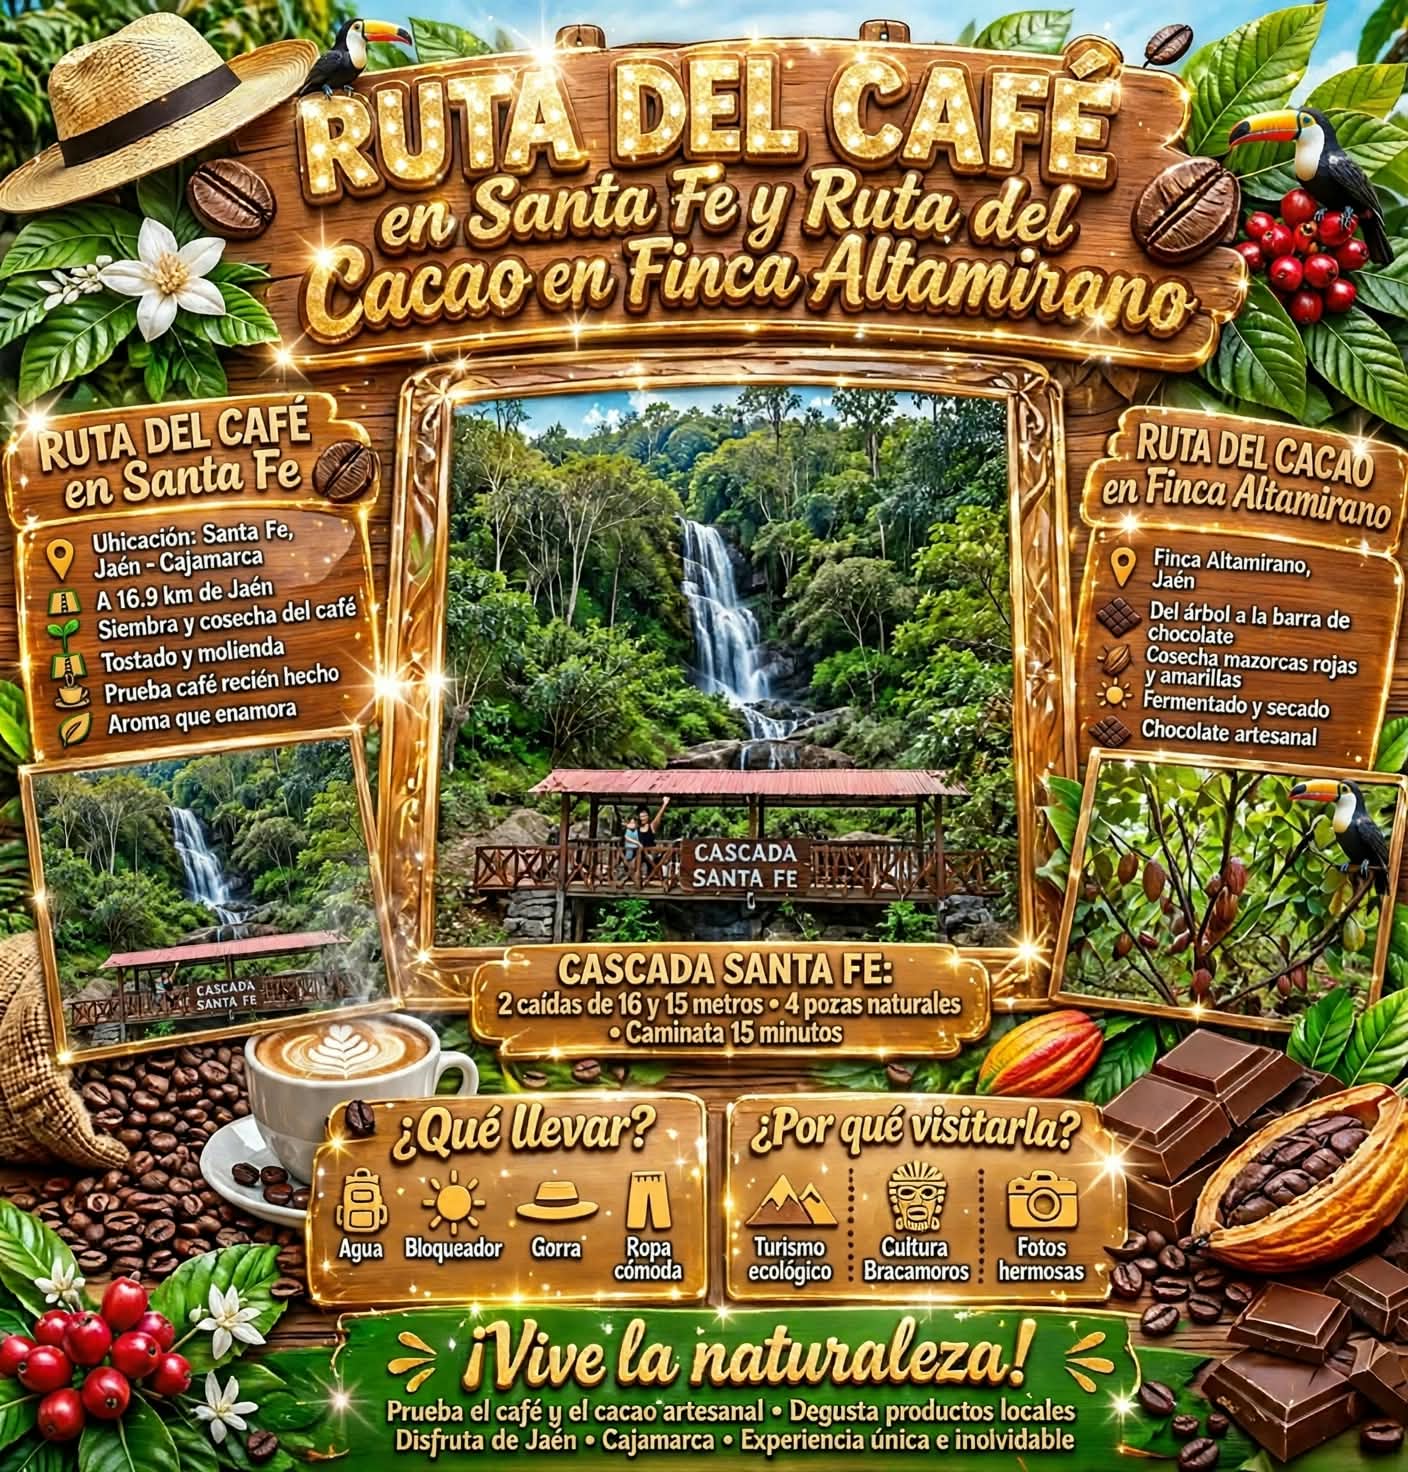 RUTA DEL CAFÉ
en Santa Fe y Ruta del
Cacao en Finca Altamirano
RUTA DEL CAFÉ
en Santa Fe
Uhicación: Santa Fe,
Jaén - Cajamarca
A 16.9 km de Jaén
Siembra y cosecha del café
Tostado y molienda
Prueba café recién hecho
Aroma que enamora
CASCADA
SANTA FE
RUTA DEL CACAO
en Finca Altamirano
Finca Altamirano,
Jaén
Del árbol a la barra de
chocolate
Cosecha mazorcas rojas
y amarillas
Fermentado y secado
Chocolate artesanal
CASCADA
SANTA FE
CASCADA SANTA FE:
2 caídas de 16 y 15 metros • 4 pozas naturales
• Caminata 15 minutos
¿Qué llevar?
Agua
Bloqueador
Gorra
Ropa
cómoda
¿Por qué visitarla?
Turismo
ecológico
Cultura
Bracamoros
Fotos
hermosas
¡Vive la naturaleza!
Prueba el café y el cacao artesanal • Degusta productos locales
Disfruta de Jaén • Cajamarca • Experiencia única e inolvidable